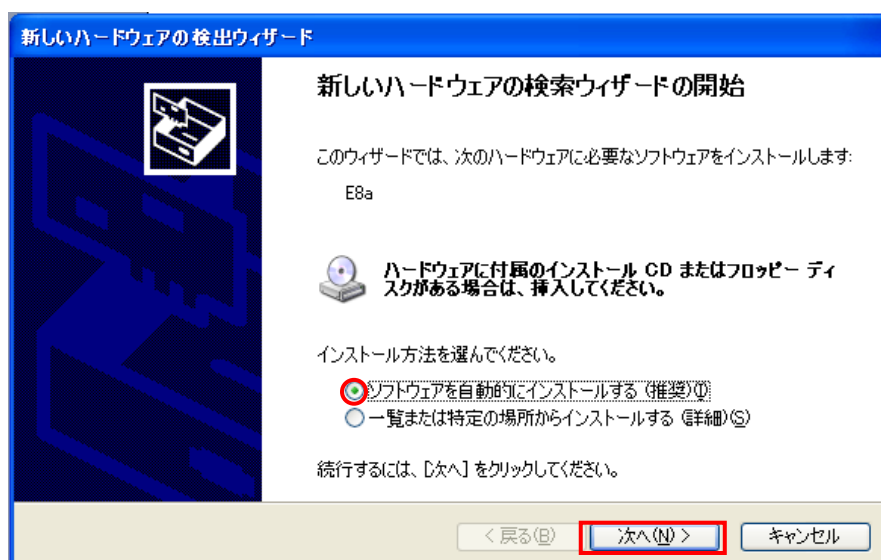 新しいハードウェアの検出ウィザード
新しいハードウェアの検索ウィザードの開始
このウィザードでは、次のハードウェアに必要なソフトウェアをインストールします:
E8a
ハードウェアに付属のインストール CD またはフロッピー ディ
スクがある場合は、挿入してください。
インストール方法を選んでください。
ソフトウェアを自動的にインストールする (推奨)(I)
一覧または特定の場所からインストールする (詳細)(S)
続行するには、[次へ] をクリックしてください。
< 戻る(B)
次へ(N) >
キャンセル